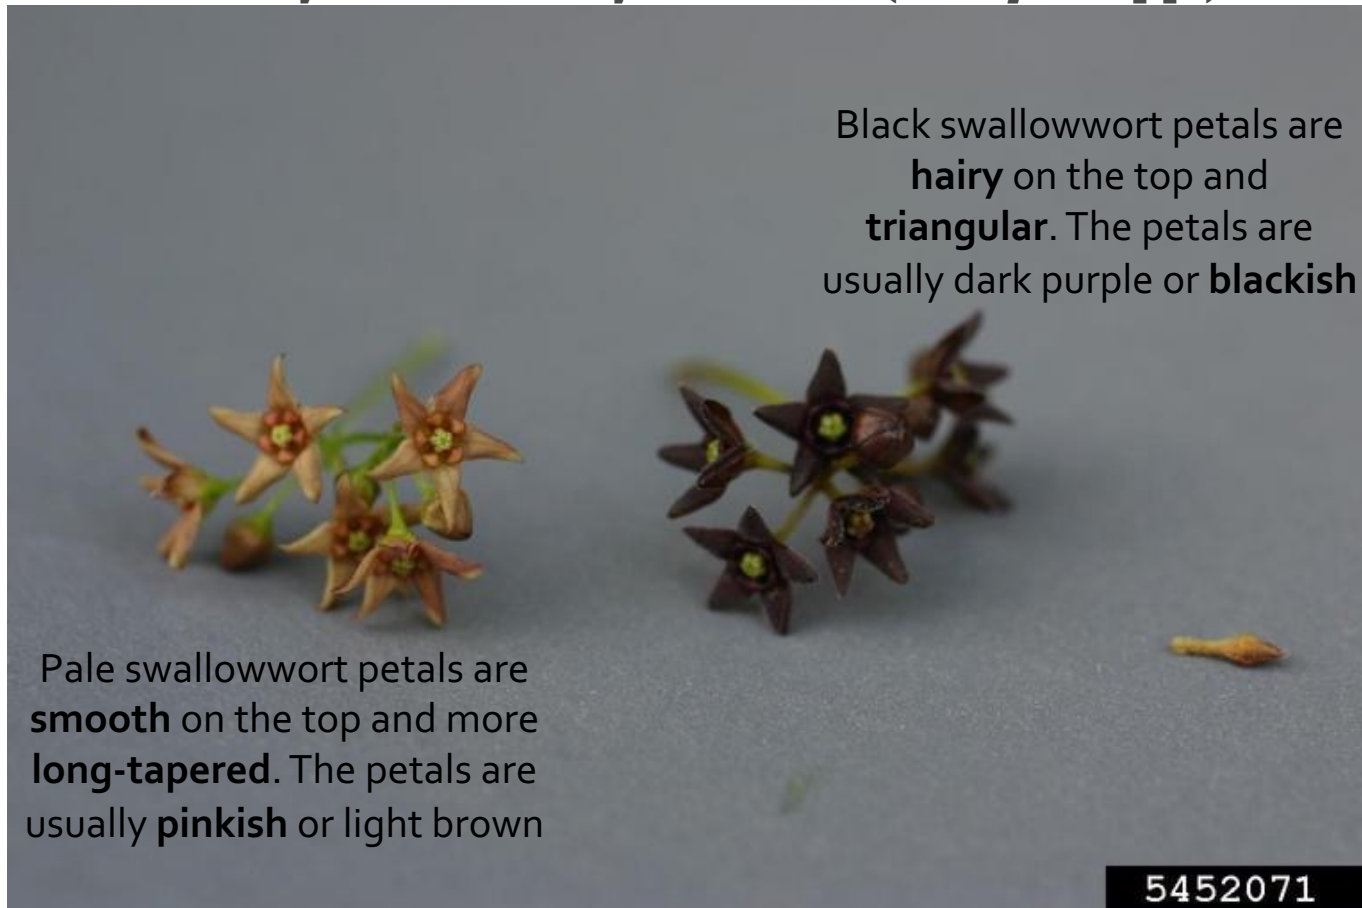 Black swallowwort petals are
hairy on the top and
triangular. The petals are
usually dark purple or blackish
Pale swallowwort petals are
smooth on the top and more
long-tapered. The petals are
usually pinkish or light brown
5452071